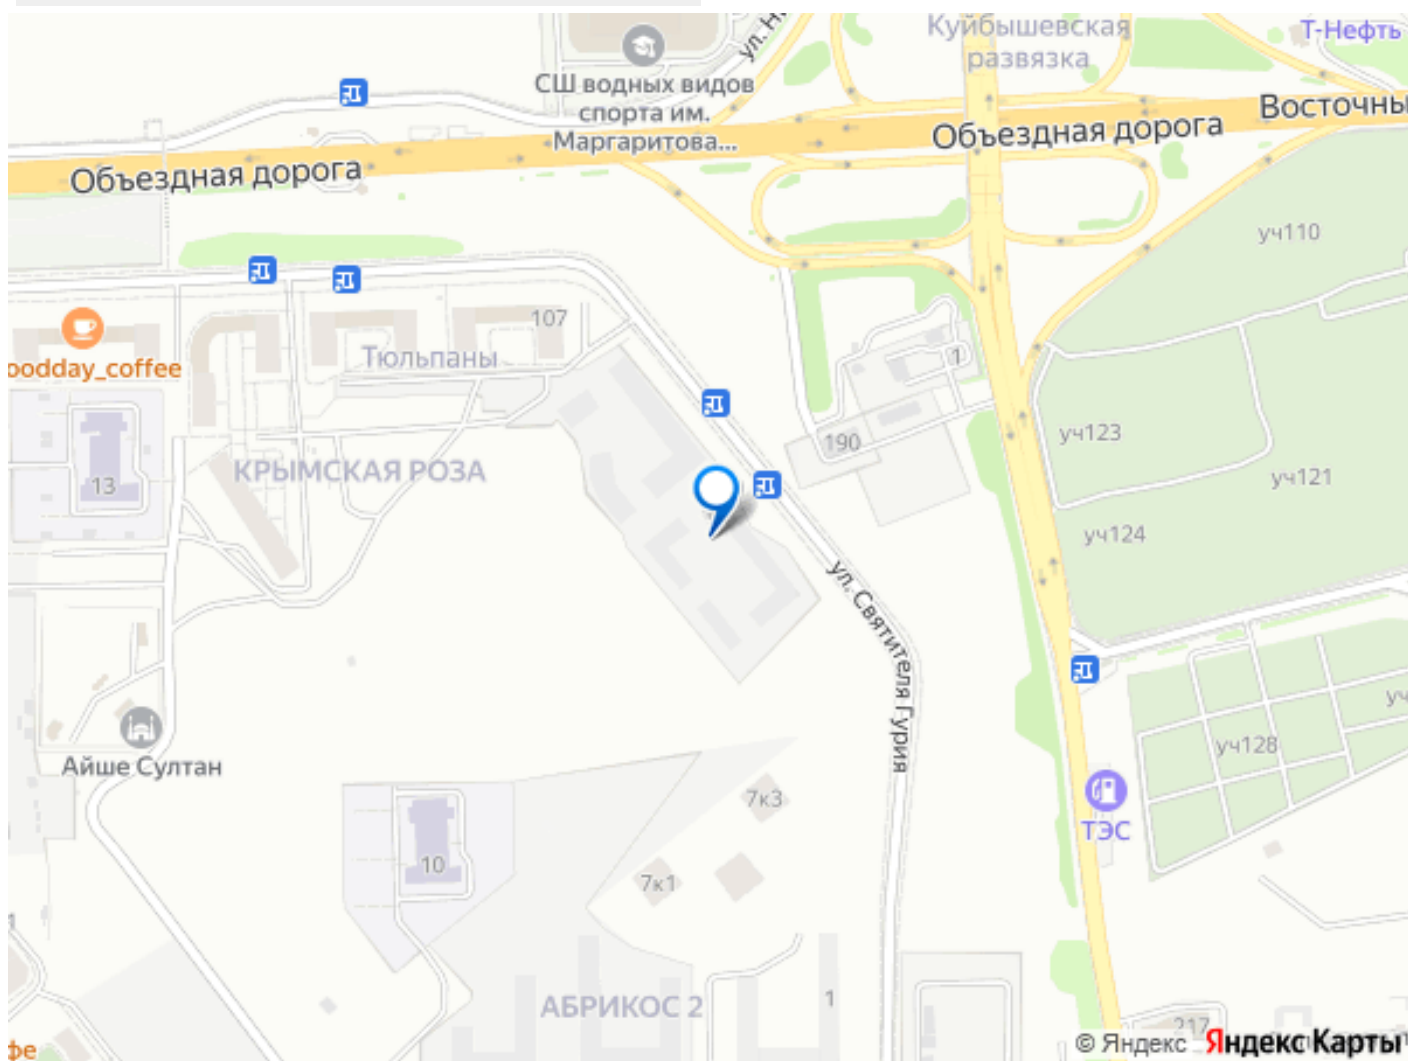 Куйбышевская
развязка
Т-Нефть
СШ водных видов
спорта им.
Маргаритова...
Восточны
Объездная дорога
Объездная дорога
уч110
107
Тюльпаны
oodday_coffee
1
уч123
190
КРЫМСКАЯ РОЗА
13
уч121
уч124
ул. Святителя Гурия
Айше Султан
уч128
7к3
ТЭС
10
7к1
АБРИКОС 2
1
217
© Яндекс Яндекс Карты